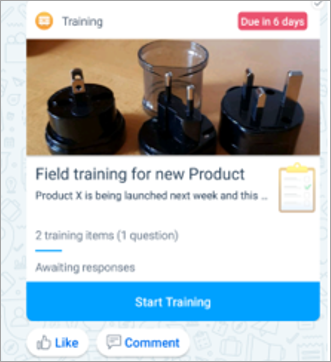 Training
Due in 6 days
Field training for new Product
Product X is being launched next week and this ...
2 training items (1 question)
Awaiting responses
Start Training
Like
Comment